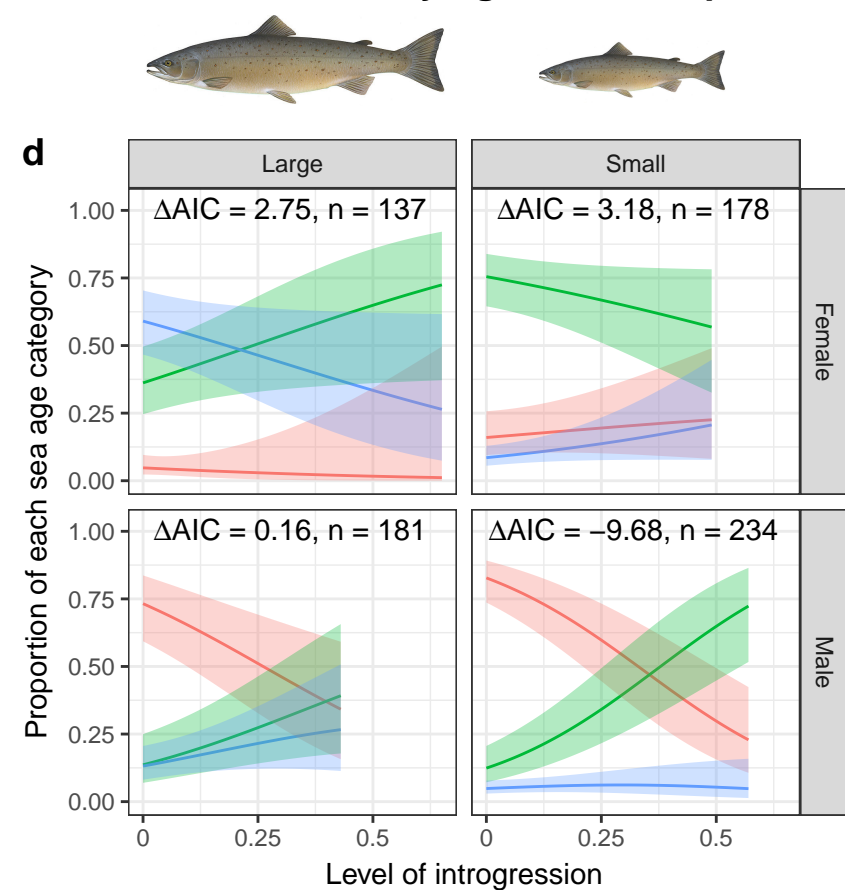 d
Large
Small
ΔAIC = 2.75, n = 137
ΔAIC = 3.18, n = 178
1.00
0.75
0.50
0.25
0.00
Female
ΔAIC = 0.16, n = 181
ΔAIC = −9.68, n = 234
1.00
0.75
0.50
0.25
0.00
Male
0
0.25
0.5
0
0.25
0.5
Level of introgression
Proportion of each sea age category